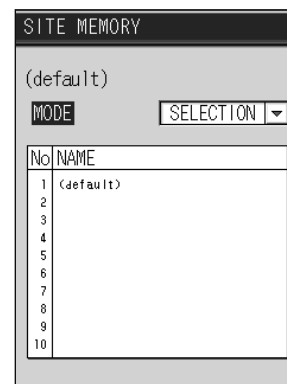 SITE MEMORY
(default)
MODE SELECTION
No NAME
1 (default)
2
3
4
5
6
7
8
9
10